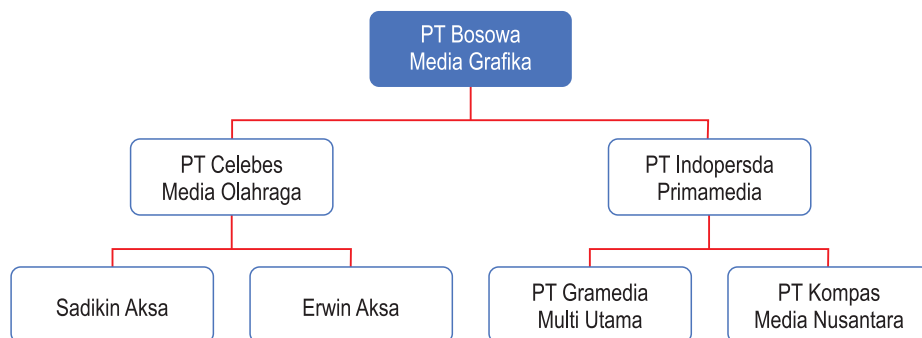 PT Bosowa
Media Grafika
PT Celebes
Media Olahraga
PT Indopersda
Primamedia
Sadikin Aksa
Erwin Aksa
PT Gramedia
Multi Utama
PT Kompas
Media Nusantara